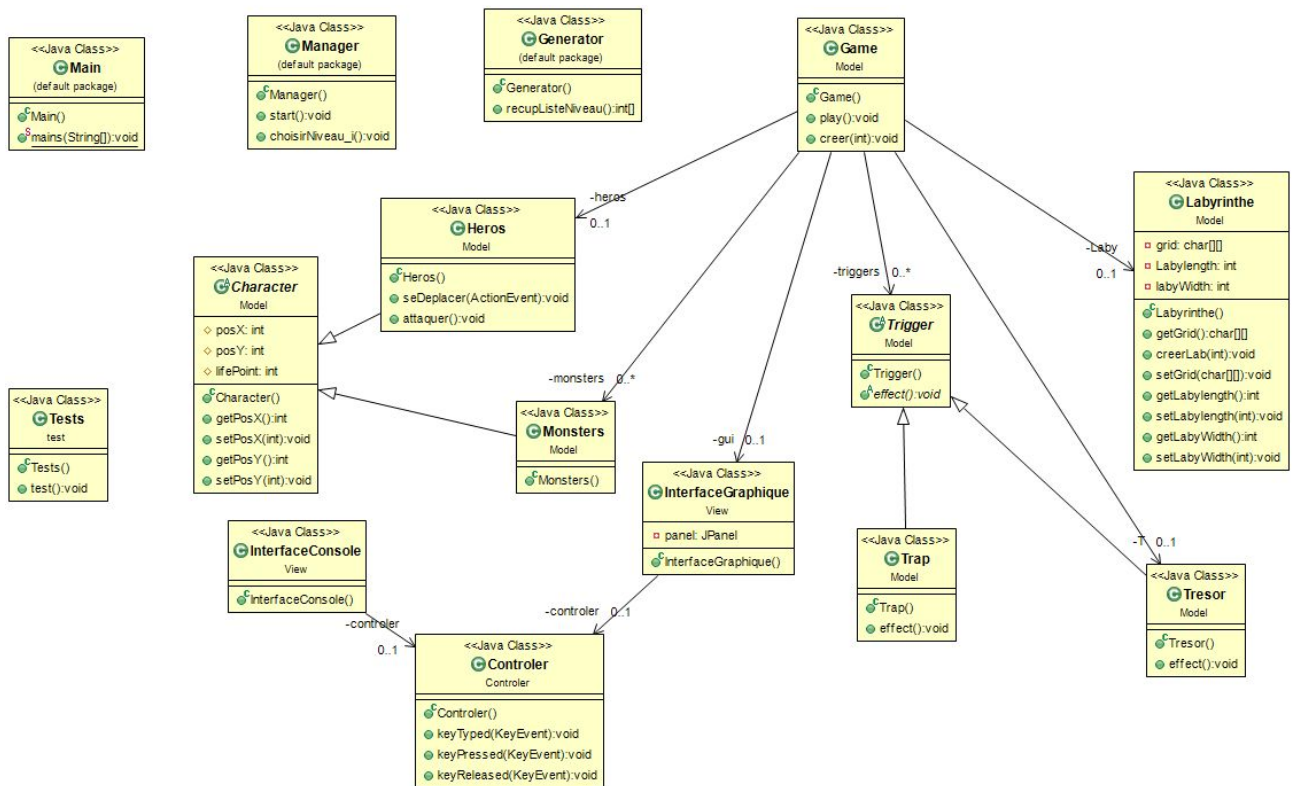 <<Java Class>>
Main
(default package)
Main()
mains(String[]):void
<<Java Class>>
Manager
(default package)
Manager()
start():void
choisirNiveau_i():void
<<Java Class>>
Generator
(default package)
Generator()
recupListeNiveau():int[]
<<Java Class>>
Game
Model
Game()
play():void
creer(int):void
-heros
0..1
-monsters 0..*
-gui 0..1
-triggers 0..*
-T 0..1
-Laby
0..1
<<Java Class>>
Heros
Model
Heros()
seDeplacer(ActionEvent):void
attaquer():void
<<Java Class>>
Character
Model
posX: int
posY: int
lifePoint: int
Character()
getPosX():int
setPosX(int):void
getPosY():int
setPosY(int):void
<<Java Class>>
Labyrinthe
Model
grid: char[][]
Labylength: int
labyWidth: int
Labyrinthe()
getGrid():char[][]
creerLab(int):void
setGrid(char[][]):void
getLabylength():int
setLabylength(int):void
getLabyWidth():int
setLabyWidth(int):void
<<Java Class>>
Trigger
Model
Trigger()
effect():void
<<Java Class>>
Tests
test
Tests()
test():void
<<Java Class>>
Monsters
Model
Monsters()
<<Java Class>>
InterfaceGraphique
View
panel: JPanel
InterfaceGraphique()
<<Java Class>>
InterfaceConsole
View
InterfaceConsole()
-controler
0..1
-controler 0..1
<<Java Class>>
Trap
Model
Trap()
effect():void
<<Java Class>>
Tresor
Model
Tresor()
effect():void
<<Java Class>>
Controler
Controler
Controler()
keyTyped(KeyEvent):void
keyPressed(KeyEvent):void
keyReleased(KeyEvent):void